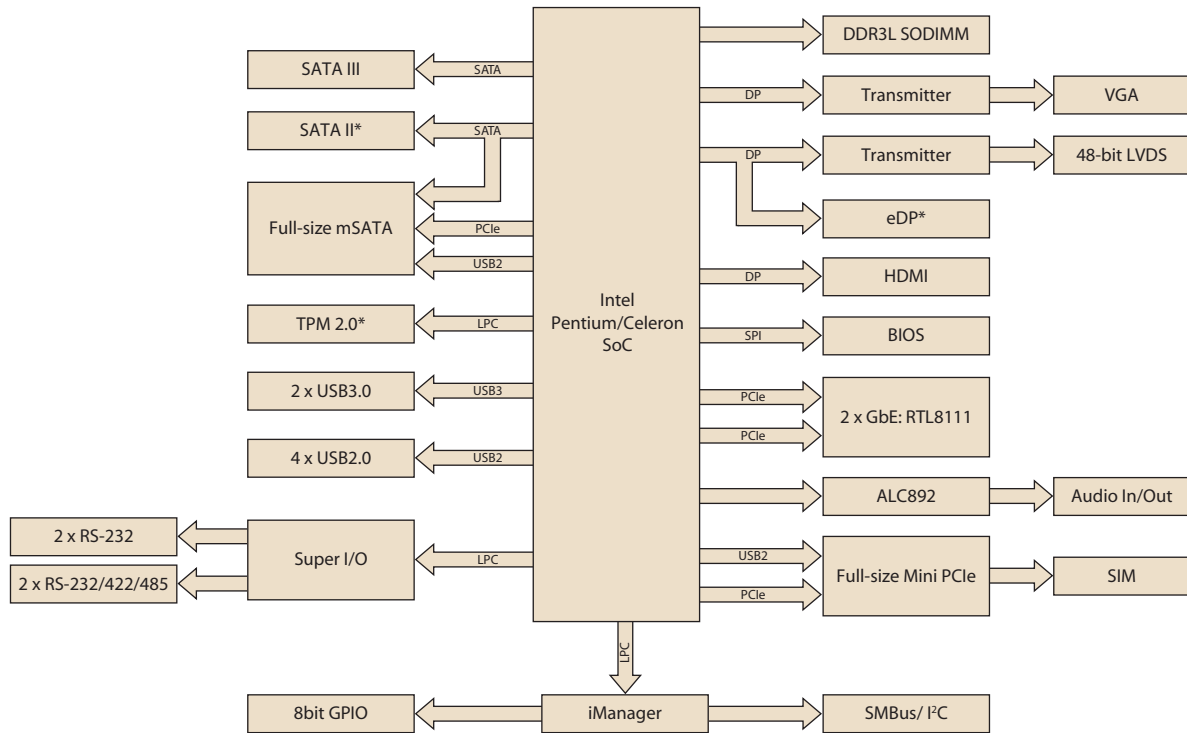 DDR3L SODIMM
SATA III
SATA
DP
Transmitter
VGA
SATA II*
SATA
DP
Transmitter
48-bit LVDS
Full-size mSATA
PCIe
USB2
eDP*
DP
HDMI
Intel
Pentium/Celeron
SoC
TPM 2.0*
LPC
SPI
BIOS
2 x USB3.0
USB3
PCIe
PCIe
2 x GbE: RTL8111
4 x USB2.0
USB2
ALC892
Audio In/Out
2 x RS-232
2 x RS-232/422/485
Super I/O
LPC
USB2
PCIe
Full-size Mini PCIe
SIM
LPC
8bit GPIO
iManager
SMBus/ I²C